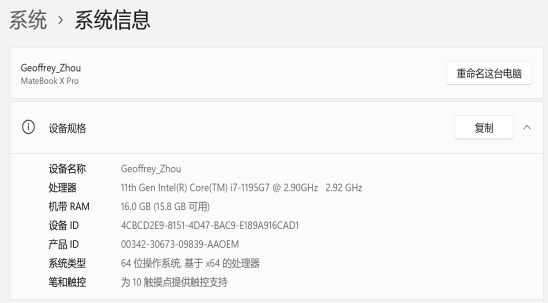 系统 › 系统信息
Geoffrey_Zhou
MateBook X Pro
重命名这台电脑
设备规格
复制
设备名称 Geoffrey_Zhou
处理器 11th Gen Intel(R) Core(TM) i7-1195G7 @ 2.90GHz 2.92 GHz
机带 RAM 16.0 GB (15.8 GB 可用)
设备 ID 4CBCD2E9-8151-4D47-BAC9-E189A916CAD1
产品 ID 00342-30673-09839-AAOEM
系统类型 64 位操作系统, 基于 x64 的处理器
笔和触控 为 10 触摸点提供触控支持